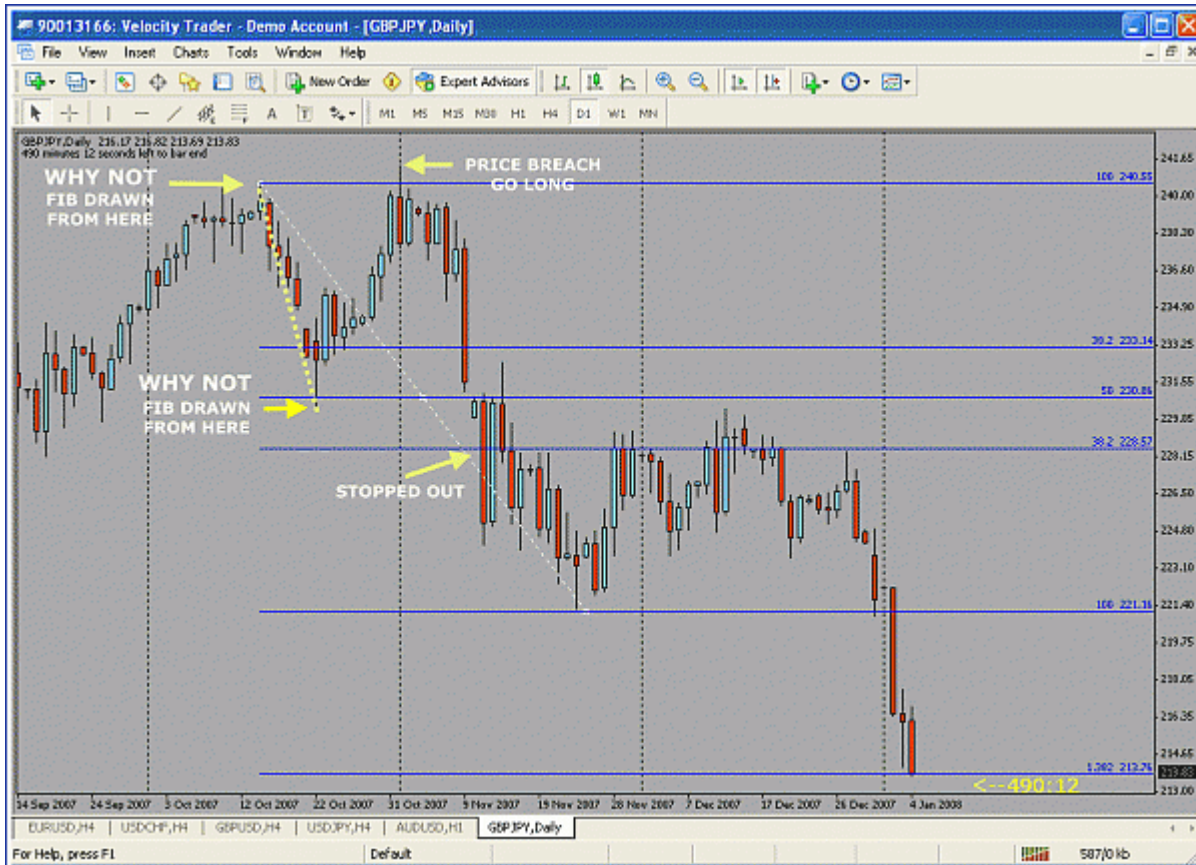 90013166: Velocity Trader - Demo Account - [GBPJPY,Daily]
File View Insert Charts Tools Window Help
New Order Expert Advisors
A T M1 M5 M15 M30 H1 H4 D1 W1 MN
GBPJPY,Daily 216.17 216.82 213.69 213.83
490 minutes 12 seconds left to bar end
WHY NOT
FIB DRAWN
FROM HERE
PRICE BREACH
GO LONG
100 240.55
WHY NOT
FIB DRAWN
FROM HERE
STOPPED OUT
233.14
50 230.86
38.2 228.57
100 221.16
1.382 213.76
<--490:12
241.65
240.00
238.20
236.60
234.90
233.25
231.55
229.85
228.15
226.50
224.80
223.10
221.40
219.75
218.05
216.35
214.65
213.83
213.00
14 Sep 2007 24 Sep 2007 3 Oct 2007 12 Oct 2007 22 Oct 2007 31 Oct 2007 9 Nov 2007 19 Nov 2007 28 Nov 2007 7 Dec 2007 17 Dec 2007 26 Dec 2007 4 Jan 2008
EURUSD,H4 USDCHF,H4 GBPUSD,H4 USDJPY,H4 AUDUSD,H1 GBPJPY,Daily
For Help, press F1 Default 587/0 kb